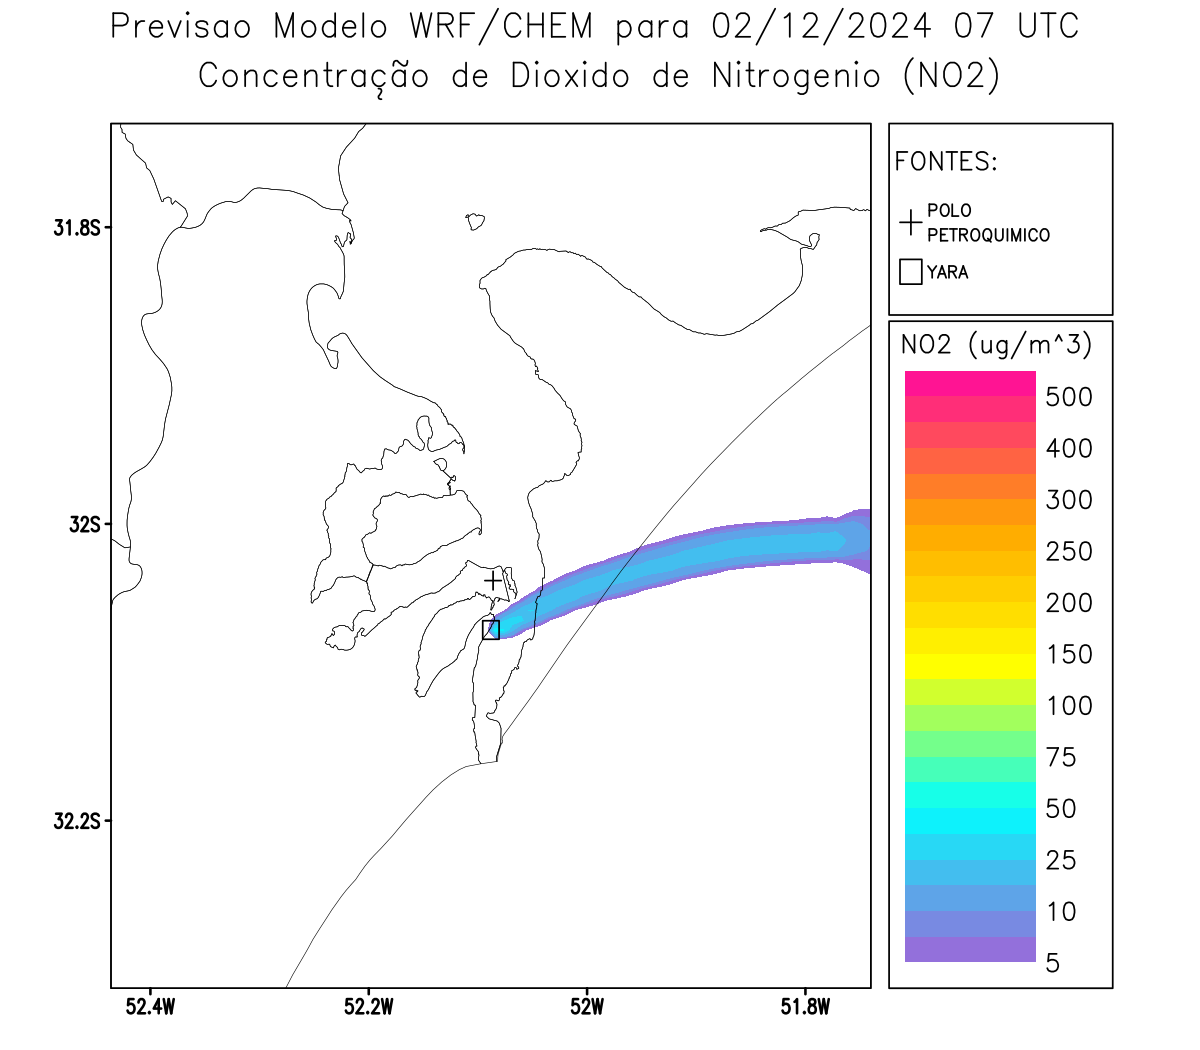 Previsao Modelo WRF/CHEM para 02/12/2024 07 UTC
Concentração de Dioxido de Nitrogenio (NO2)
FONTES:
POLO
PETROQUIMICO
YARA
NO2 (ug/m^3)
500
400
300
250
200
150
100
75
50
25
10
5
31.8S
32S
32.2S
52.4W
52.2W
52W
51.8W